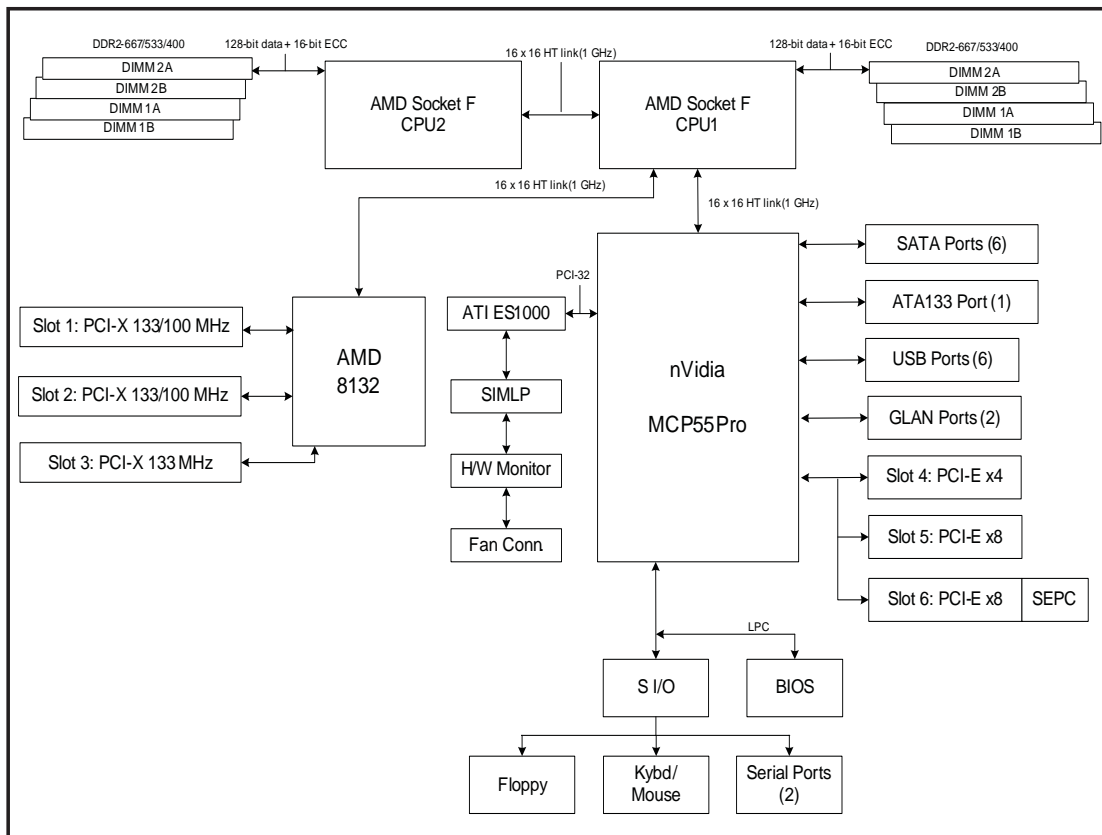 DDR2-667/533/400
128-bit data + 16-bit ECC
16 x 16 HT link(1 GHz)
128-bit data + 16-bit ECC
DDR2-667/533/400
DIMM 2A
DIMM 2B
DIMM 1A
DIMM 1B
AMD Socket F
CPU2
AMD Socket F
CPU1
DIMM 2A
DIMM 2B
DIMM 1A
DIMM 1B
16 x 16 HT link(1 GHz)
16 x 16 HT link(1 GHz)
Slot 1: PCI-X 133/100 MHz
Slot 2: PCI-X 133/100 MHz
Slot 3: PCI-X 133 MHz
AMD
8132
PCI-32
ATI ES1000
SIMLP
H/W Monitor
Fan Conn.
nVidia
MCP55Pro
SATA Ports (6)
ATA133 Port (1)
USB Ports (6)
GLAN Ports (2)
Slot 4: PCI-E x4
Slot 5: PCI-E x8
Slot 6: PCI-E x8
SEPC
LPC
S I/O
BIOS
Floppy
Kybd/
Mouse
Serial Ports
(2)